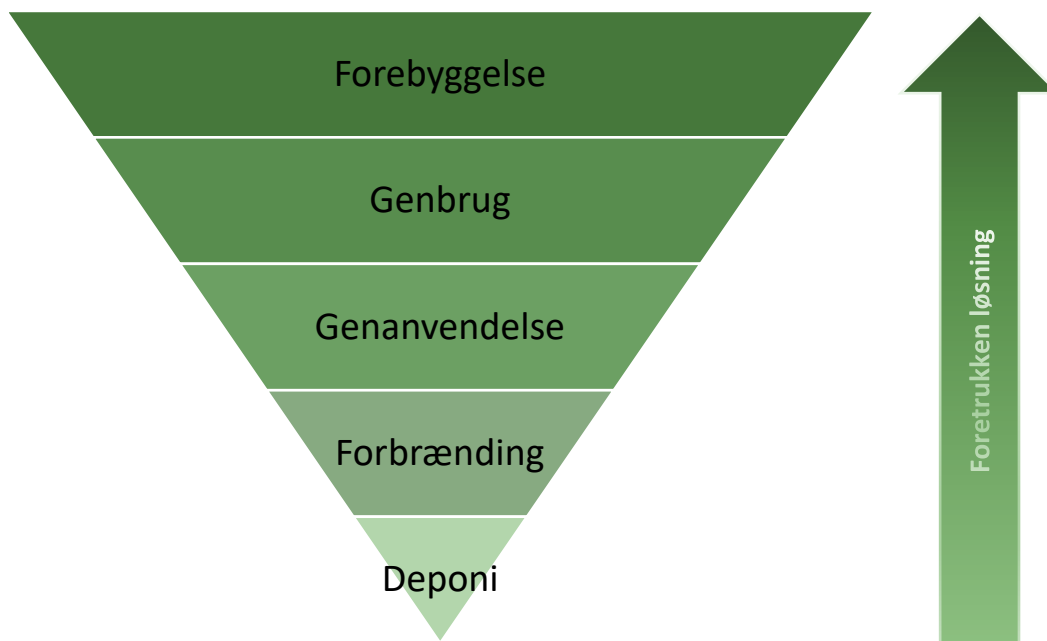 Forebyggelse
Genbrug
Genanvendelse
Forbrænding
Deponi
Foretrukken løsning